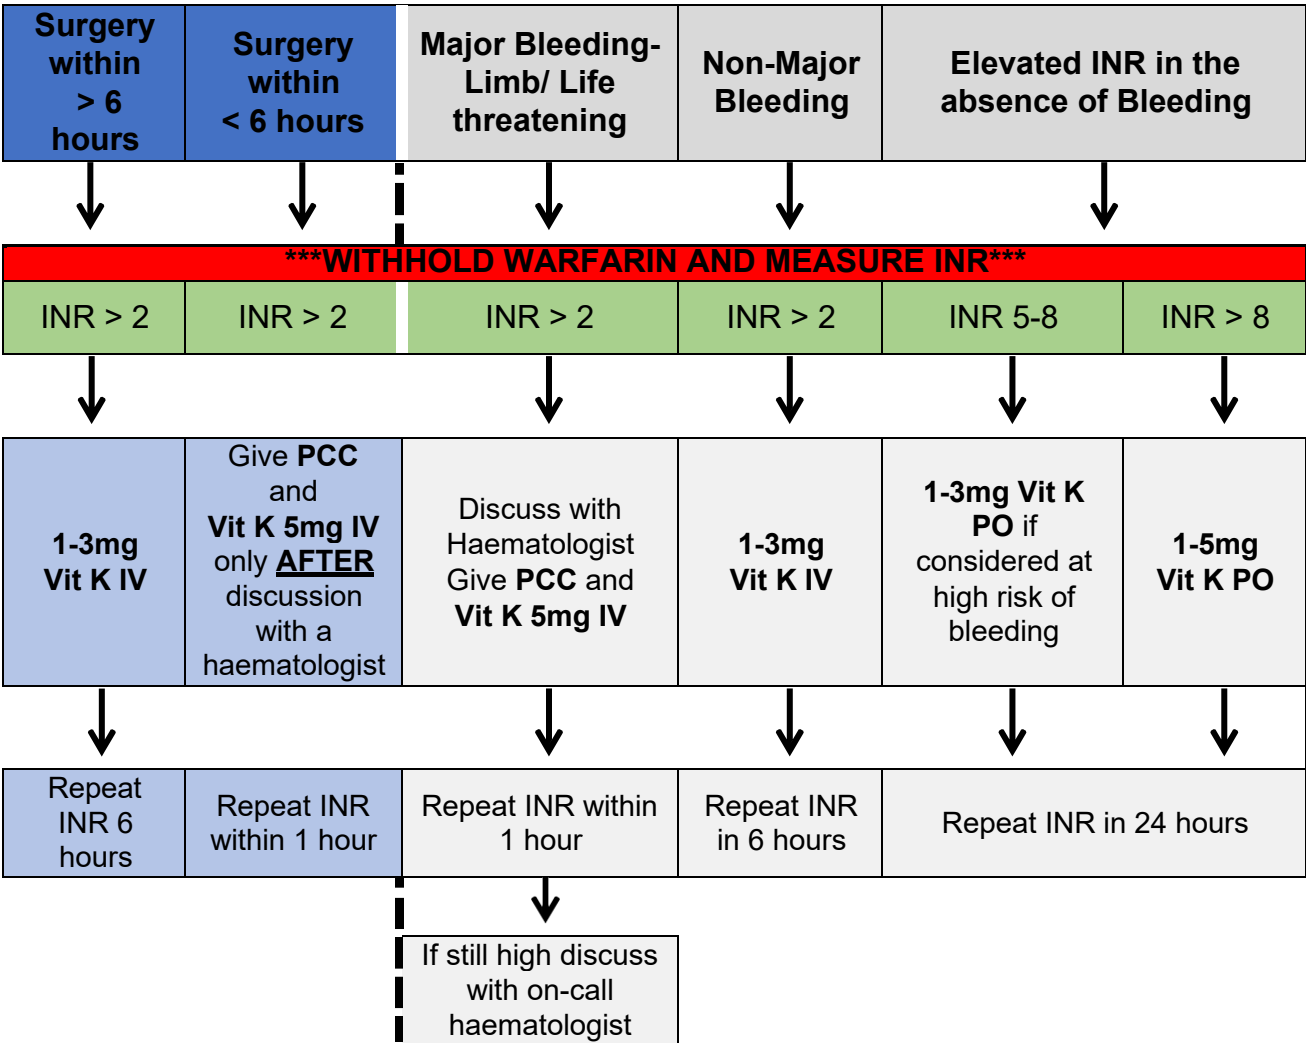 Surgery
within
> 6
hours
Surgery
within
< 6 hours
Major Bleeding-
Limb/ Life
threatening
Non-Major
Bleeding
Elevated INR in the
absence of Bleeding
***WITHHOLD WARFARIN AND MEASURE INR***
INR > 2
INR > 2
INR > 2
INR > 2
INR 5-8
INR > 8
1-3mg
Vit K IV
Give PCC
and
Vit K 5mg IV
only AFTER
discussion
with a
haematologist
Discuss with
Haematologist
Give PCC and
Vit K 5mg IV
1-3mg
Vit K IV
1-3mg Vit K
PO if
considered at
high risk of
bleeding
1-5mg
Vit K PO
Repeat
INR 6
hours
Repeat INR
within 1 hour
Repeat INR within
1 hour
Repeat INR
in 6 hours
Repeat INR in 24 hours
If still high discuss
with on-call
haematologist